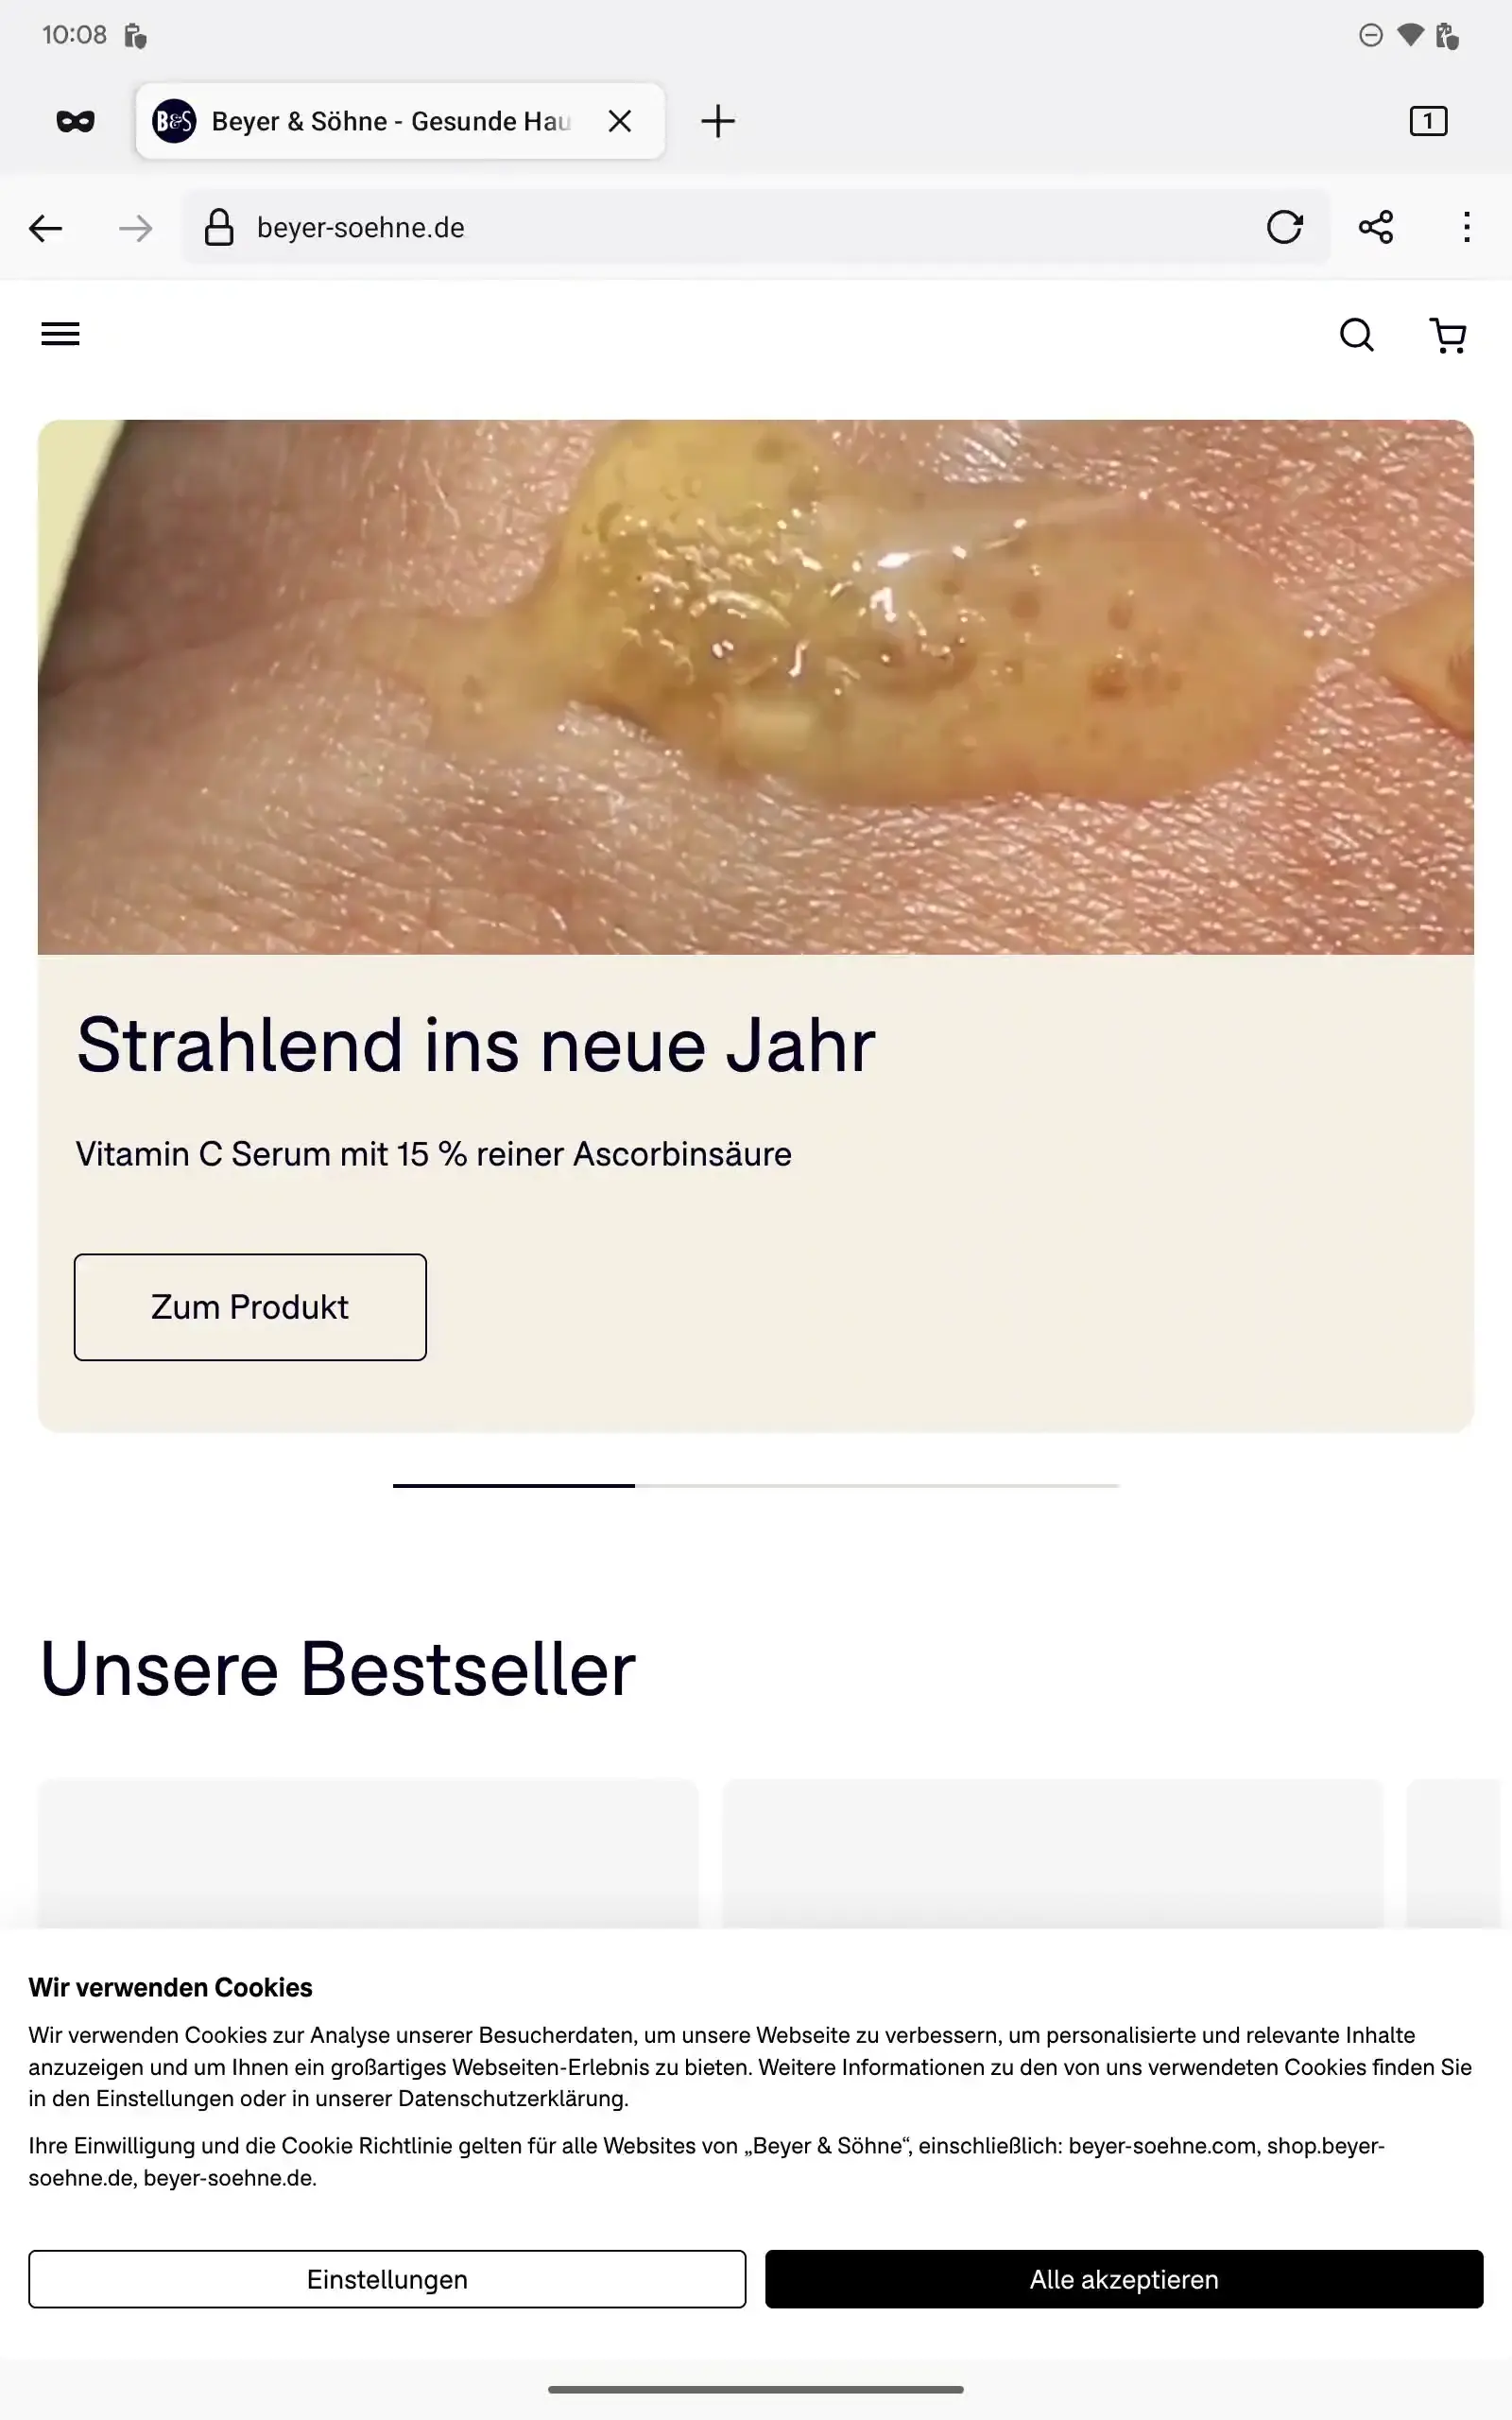 10:08
B&S Beyer & Söhne - Gesunde Hau
1
beyer-soehne.de
Strahlend ins neue Jahr
Vitamin C Serum mit 15 % reiner Ascorbinsäure
Zum Produkt
Unsere Bestseller
Wir verwenden Cookies
Wir verwenden Cookies zur Analyse unserer Besucherdaten, um unsere Webseite zu verbessern, um personalisierte und relevante Inhalte
anzuzeigen und um Ihnen ein großartiges Webseiten-Erlebnis zu bieten. Weitere Informationen zu den von uns verwendeten Cookies finden Sie
in den Einstellungen oder in unserer Datenschutzerklärung.
Ihre Einwilligung und die Cookie Richtlinie gelten für alle Websites von „Beyer & Söhne“, einschließlich: beyer-soehne.com, shop.beyer-
soehne.de, beyer-soehne.de.
Einstellungen
Alle akzeptieren